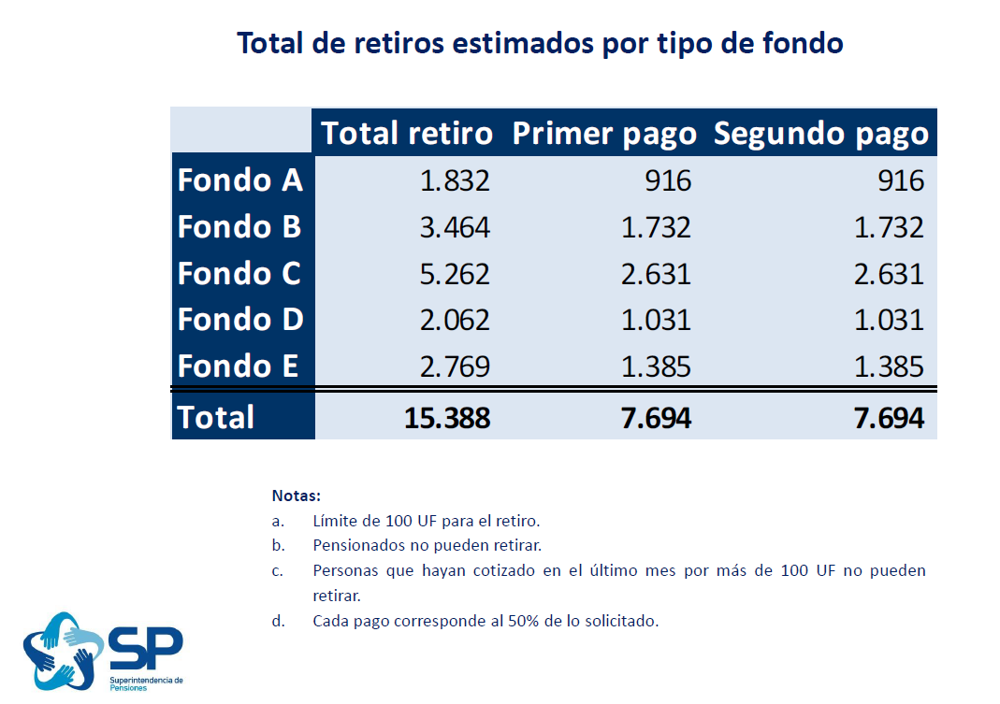 Total de retiros estimados por tipo de fondo
Total retiro Primer pago Segundo pago
Fondo A 1.832 916 916
Fondo B 3.464 1.732 1.732
Fondo C 5.262 2.631 2.631
Fondo D 2.062 1.031 1.031
Fondo E 2.769 1.385 1.385
Total 15.388 7.694 7.694
Notas:
a. Límite de 100 UF para el retiro.
b. Pensionados no pueden retirar.
c. Personas que hayan cotizado en el último mes por más de 100 UF no pueden
retirar.
d. Cada pago corresponde al 50% de lo solicitado.
SP
Superintendencia de
Pensiones